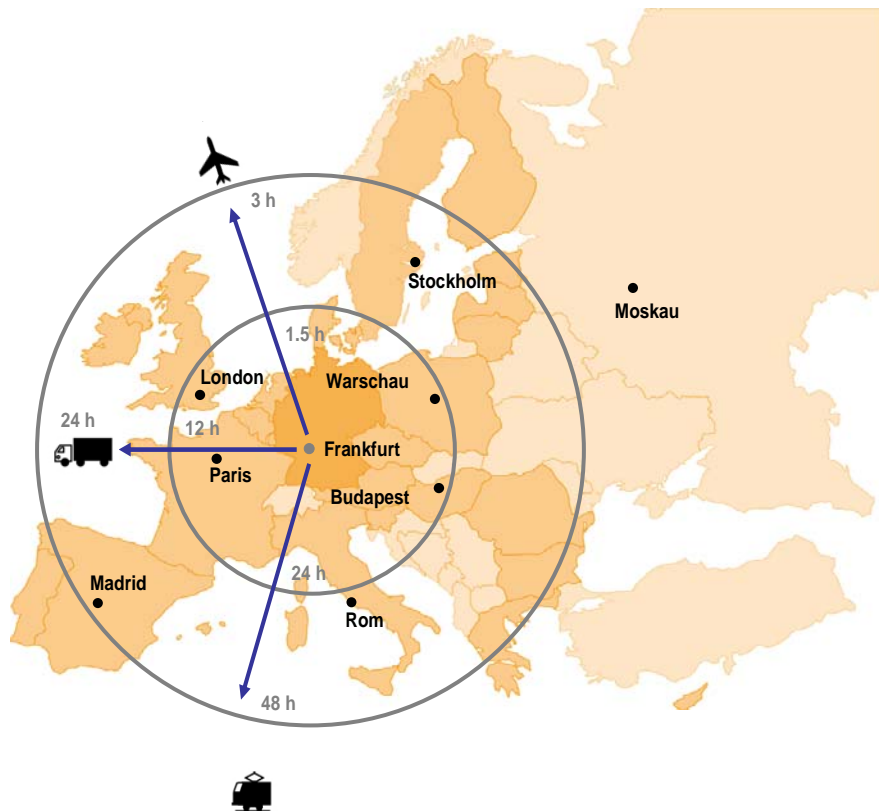 3 h
Stockholm
Moskau
1.5 h
London
Warschau
24 h
12 h
Frankfurt
Paris
Budapest
24 h
Madrid
Rom
48 h